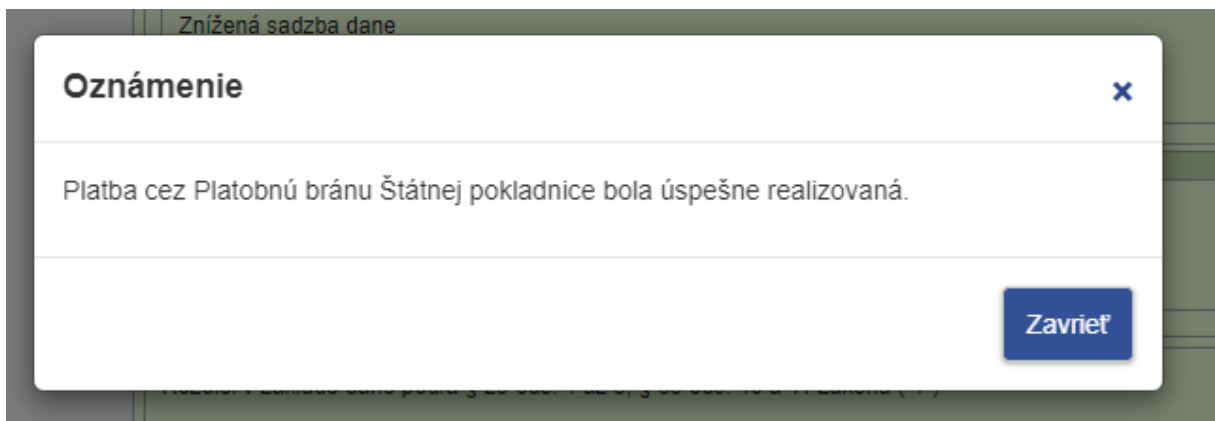 Znížená sadzba dane
Oznámenie
×
Platba cez Platobnú bránu Štátnej pokladnice bola úspešne realizovaná.
Zavrieť